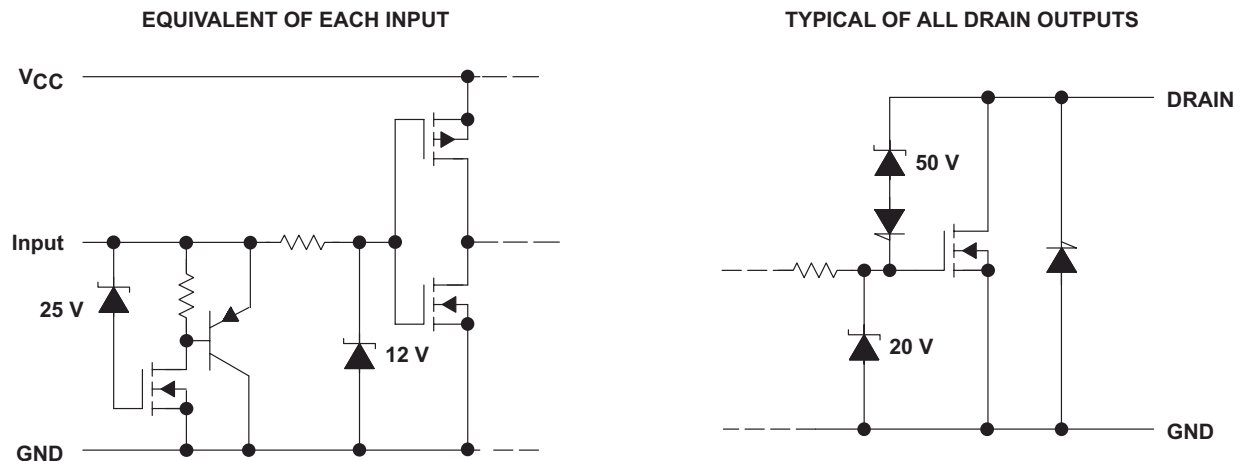 EQUIVALENT OF EACH INPUT
VCC
Input
25 V
12 V
GND
TYPICAL OF ALL DRAIN OUTPUTS
DRAIN
50 V
20 V
GND